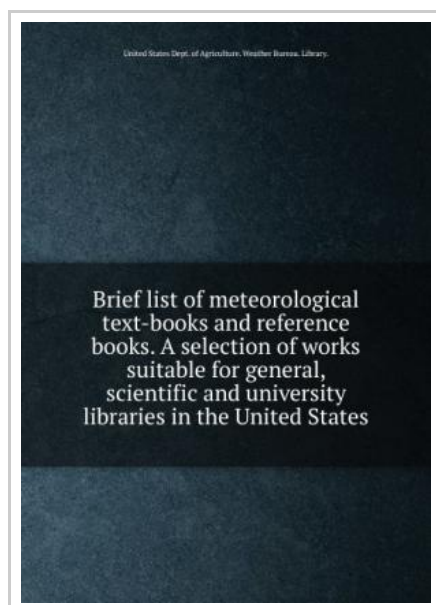 United States Dept. of Agriculture. Weather Bureau. Library.
Brief list of meteorological
text-books and reference
books. A selection of works
suitable for general,
scientific and university
libraries in the United States